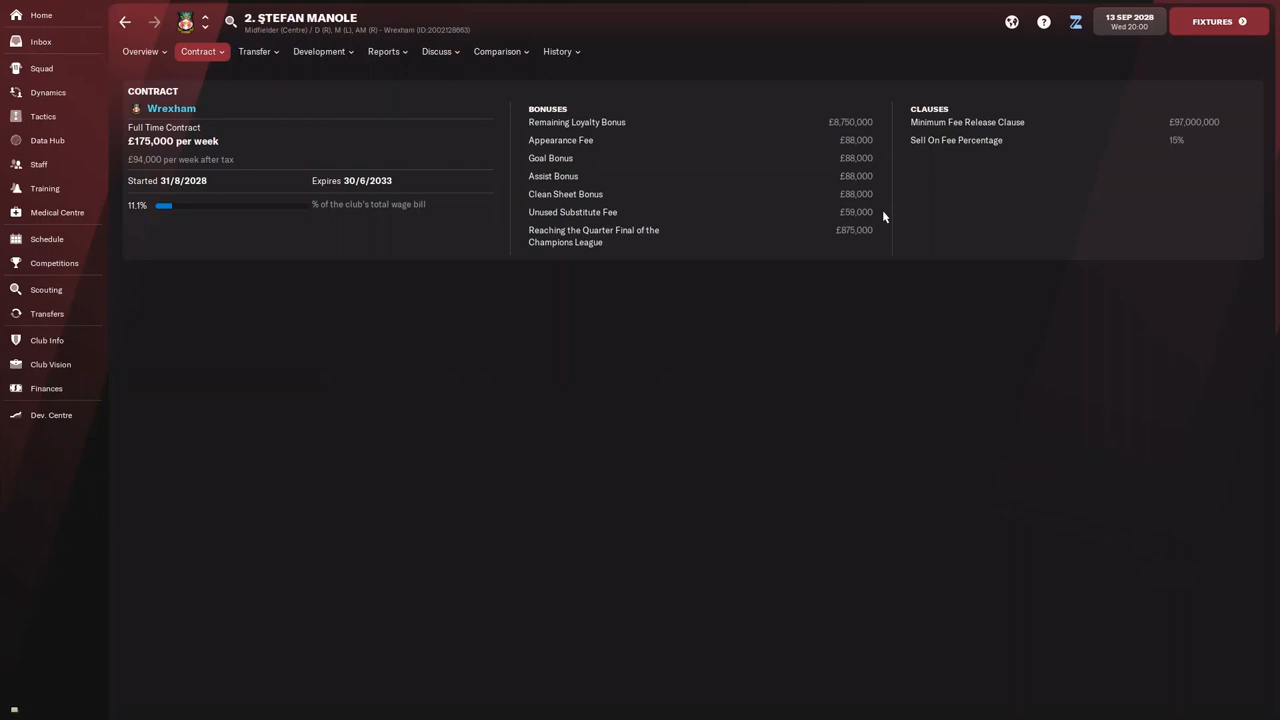 Home
Inbox
Squad
Dynamics
Tactics
Data Hub
Staff
Training
Medical Centre
Schedule
Competitions
Scouting
Transfers
Club Info
Club Vision
Finances
Dev. Centre
2. ȘTEFAN MANOLE
Midfielder (Centre) / D (R), M (L), AM (R) - Wrexham (ID:2002128663)
13 SEP 2028
Wed 20:00
FIXTURES
Overview
Contract
Transfer
Development
Reports
Discuss
Comparison
History
CONTRACT
Wrexham
Full Time Contract
£175,000 per week
£94,000 per week after tax
Started 31/8/2028 Expires 30/6/2033
11.1% % of the club's total wage bill
BONUSES
Remaining Loyalty Bonus £8,750,000
Appearance Fee £88,000
Goal Bonus £88,000
Assist Bonus £88,000
Clean Sheet Bonus £88,000
Unused Substitute Fee £59,000
Reaching the Quarter Final of the £875,000
Champions League
CLAUSES
Minimum Fee Release Clause £97,000,000
Sell On Fee Percentage 15%